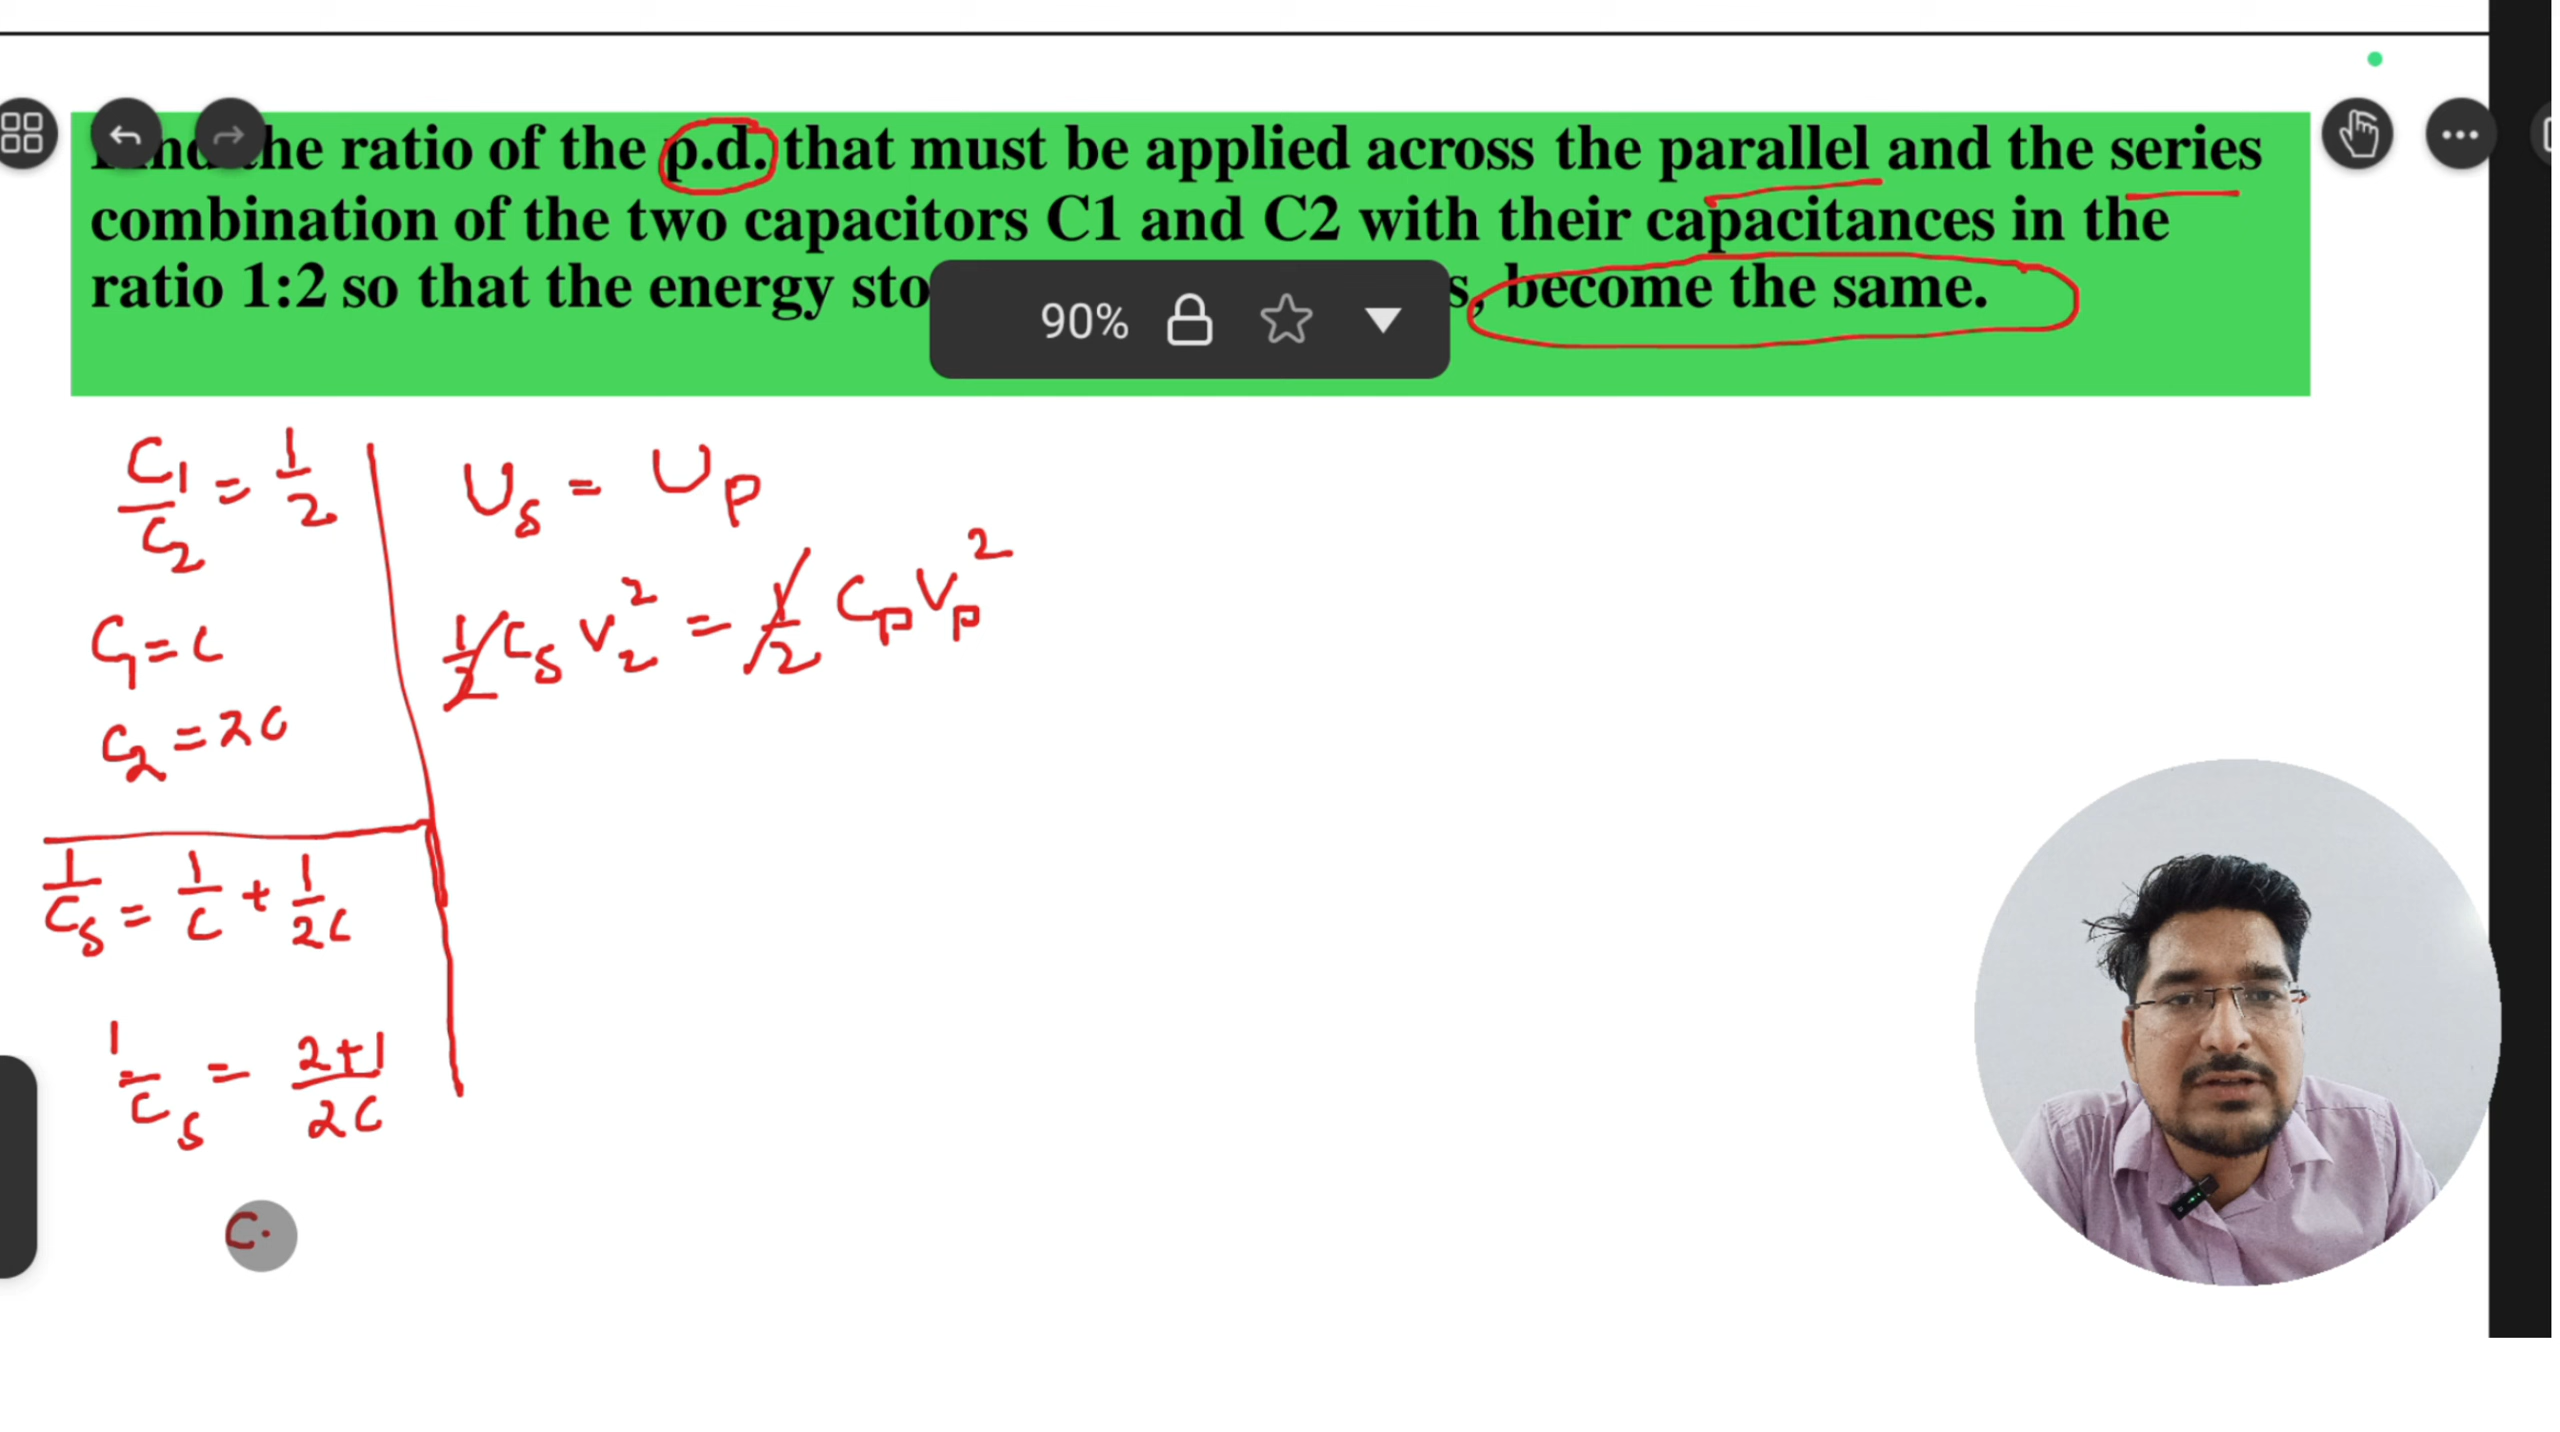 the ratio of the p.d. that must be applied across the parallel and the series
combination of the two capacitors C1 and C2 with their capacitances in the
ratio 1:2 so that the energy become the same.
90%
C1/C2 = 1/2
Us = Up
1/2 Cs V2^2 = 1/2 Cp Vp^2
C1 = C
C2 = 2C
1/Cs = 1/C + 1/2C
1/Cs = 2+1/2C
C